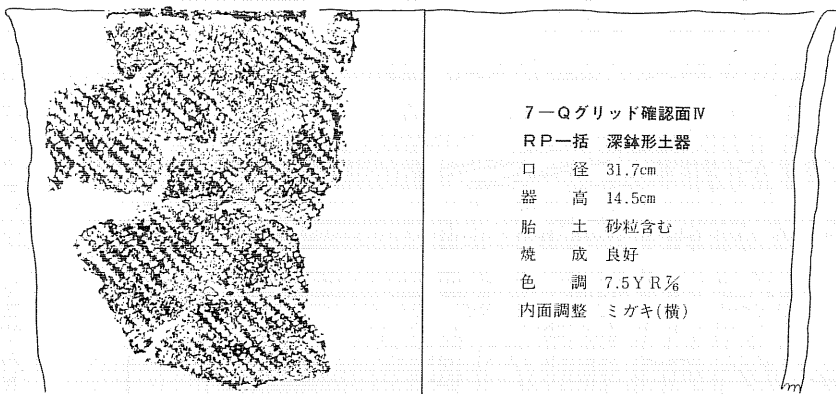 7－Qグリッド確認面Ⅳ
RP一括 深鉢形土器
口径 31.7cm
器高 14.5cm
胎土 砂粒含む
焼成 良好
色調 7.5YR
内面調整 ミガキ(横)